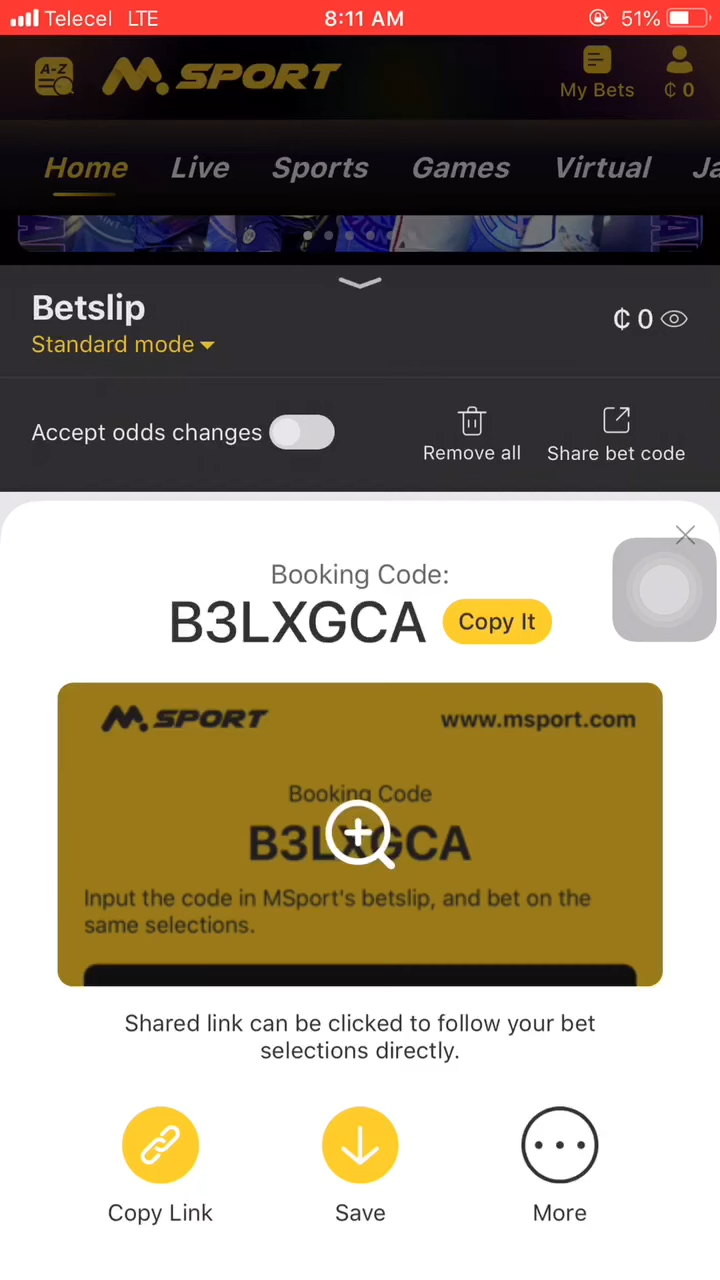 Telecel LTE 8:11 AM 51%
A-Z M.SPORT My Bets ₵ 0
Home Live Sports Games Virtual Ja
Betslip ₵ 0
Standard mode
Accept odds changes Remove all Share bet code
Booking Code:
B3LXGCA Copy It
M.SPORT www.msport.com
Booking Code
B3LXGCA
Input the code in MSport's betslip, and bet on the
same selections.
Shared link can be clicked to follow your bet
selections directly.
Copy Link Save More